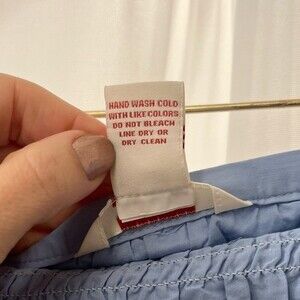 HAND WASH COLD
WITH LIKE COLORS
DO NOT BLEACH
LINE DRY OR
DRY CLEAN